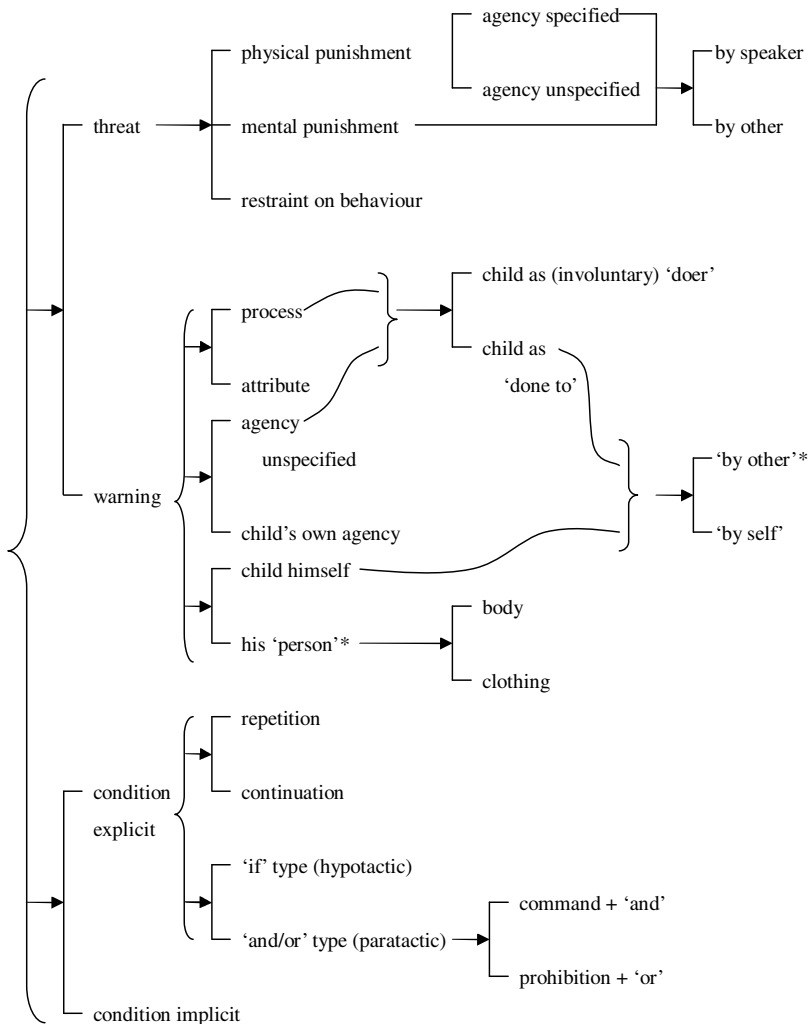 agency specified
physical punishment
by speaker
agency unspecified
threat
mental punishment
by other
restraint on behaviour
child as (involuntary) ‘doer’
process
child as
‘done to’
attribute
agency
unspecified
‘by other’*
warning
child’s own agency
‘by self’
child himself
body
his ‘person’*
clothing
repetition
condition
explicit
continuation
‘if’ type (hypotactic)
command + ‘and’
‘and/or’ type (paratactic)
prohibition + ‘or’
condition implicit